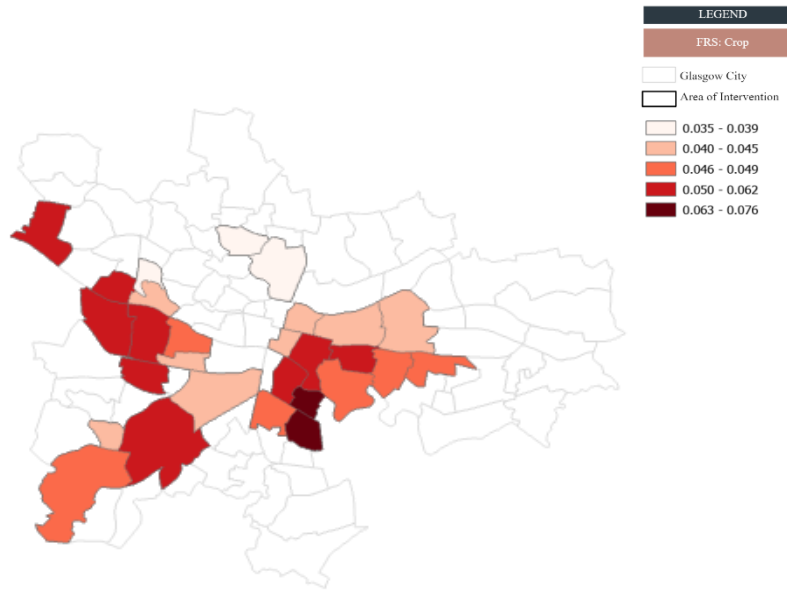 LEGEND
FRS: Crop
Glasgow City
Area of Intervention
0.035 - 0.039
0.040 - 0.045
0.046 - 0.049
0.050 - 0.062
0.063 - 0.076